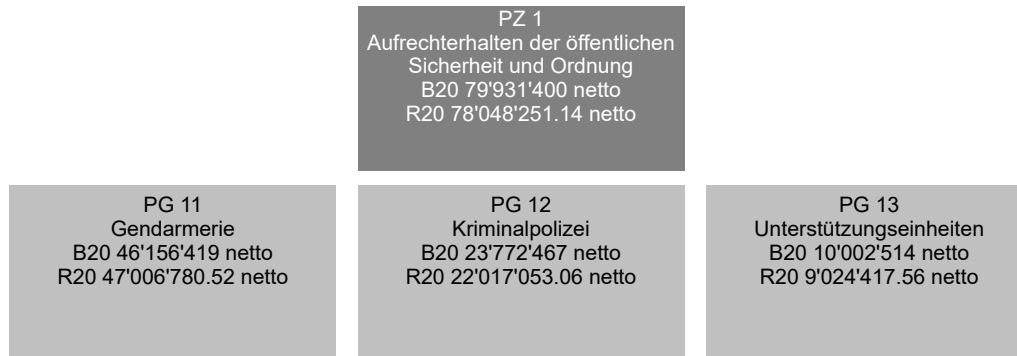 PZ 1
Aufrechterhalten der öffentlichen
Sicherheit und Ordnung
B20 79'931'400 netto
R20 78'048'251.14 netto
PG 11
Gendarmerie
B20 46'156'419 netto
R20 47'006'780.52 netto
PG 12
Kriminalpolizei
B20 23'772'467 netto
R20 22'017'053.06 netto
PG 13
Unterstützungseinheiten
B20 10'002'514 netto
R20 9'024'417.56 netto